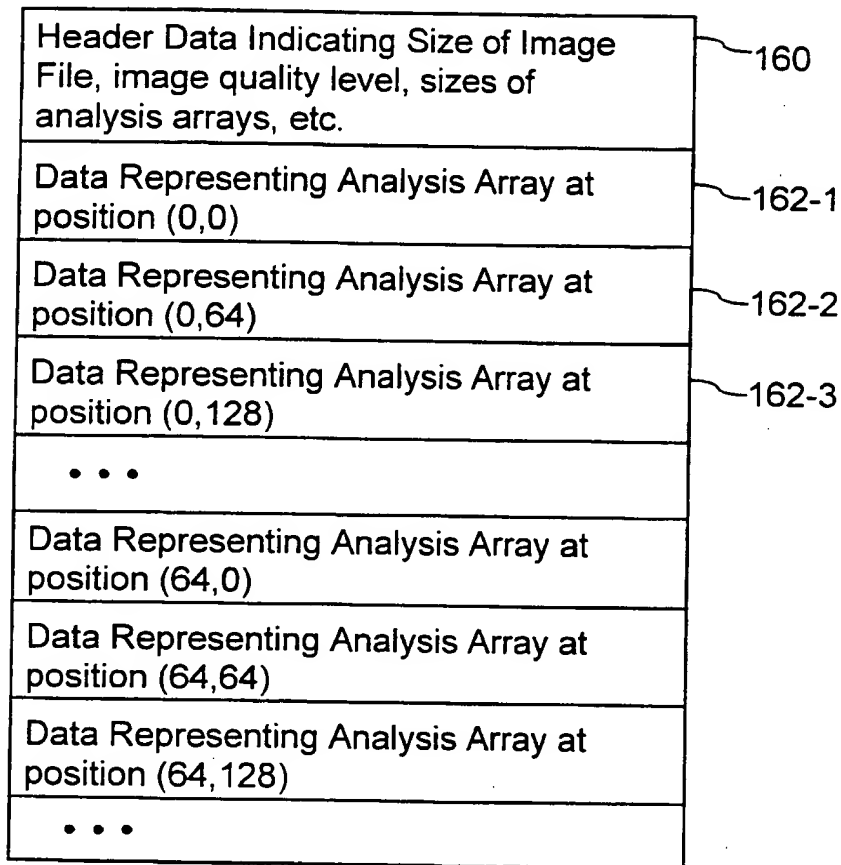 Header Data Indicating Size of Image
File, image quality level, sizes of
analysis arrays, etc.
160
Data Representing Analysis Array at
position (0,0)
162-1
Data Representing Analysis Array at
position (0,64)
162-2
Data Representing Analysis Array at
position (0,128)
162-3
• • •
Data Representing Analysis Array at
position (64,0)
Data Representing Analysis Array at
position (64,64)
Data Representing Analysis Array at
position (64,128)
• • •